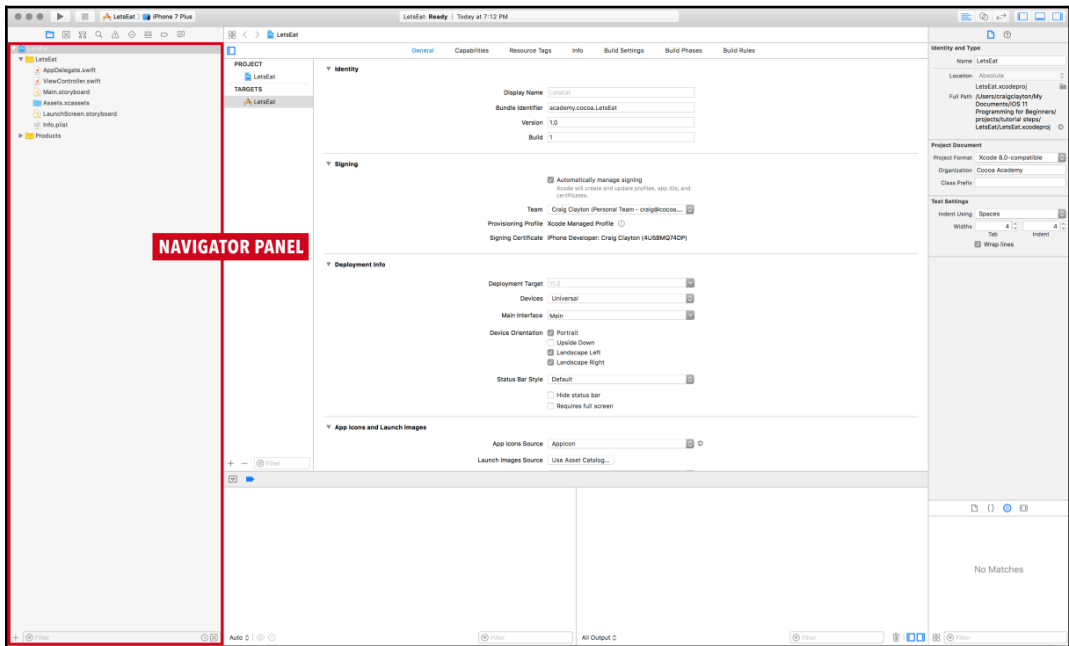 LetsEat
iPhone 7 Plus
LetsEat: Ready | Today at 7:12 PM
LetsEat
LetsEat
AppDelegate.swift
ViewController.swift
Main.storyboard
Assets.xcassets
LaunchScreen.storyboard
Info.plist
Products
NAVIGATOR PANEL
Filter
LetsEat
General Capabilities Resource Tags Info Build Settings Build Phases Build Rules
PROJECT
LetsEat
TARGETS
LetsEat
Filter
Identity
Display Name LetsEat
Bundle Identifier academy.cocoa.LetsEat
Version 1.0
Build 1
Signing
Automatically manage signing
Xcode will create and update profiles, app IDs, and
certificates.
Team Craig Clayton (Personal Team - craig@cocoa....
Provisioning Profile Xcode Managed Profile
Signing Certificate iPhone Developer: Craig Clayton (4U5BMQ74DP)
Deployment Info
Deployment Target 11.0
Devices Universal
Main Interface Main
Device Orientation Portrait
Upside Down
Landscape Left
Landscape Right
Status Bar Style Default
Hide status bar
Requires full screen
App Icons and Launch Images
App Icons Source AppIcon
Launch Images Source Use Asset Catalog...
Auto
Filter
All Output
Filter
Identity and Type
Name LetsEat
Location Absolute
LetsEat.xcodeproj
Full Path /Users/craigclayton/My
Documents/iOS 11
Programming for Beginners/
projects/tutorial steps/
LetsEat/LetsEat.xcodeproj
Project Document
Project Format Xcode 8.0-compatible
Organization Cocoa Academy
Class Prefix
Text Settings
Indent Using Spaces
Widths 4 4
Tab Indent
Wrap lines
No Matches
Filter